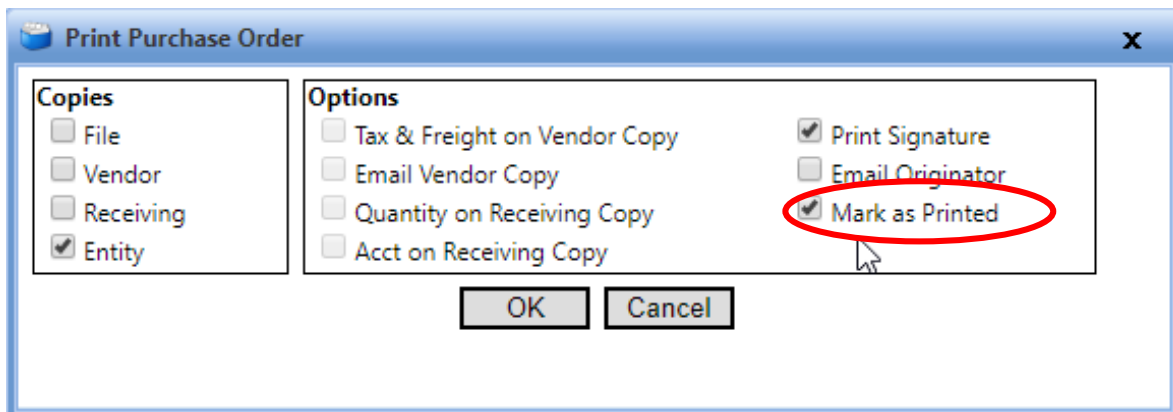 Print Purchase Order
x
Copies
File
Vendor
Receiving
Entity
Options
Tax & Freight on Vendor Copy
Email Vendor Copy
Quantity on Receiving Copy
Acct on Receiving Copy
Print Signature
Email Originator
Mark as Printed
OK
Cancel